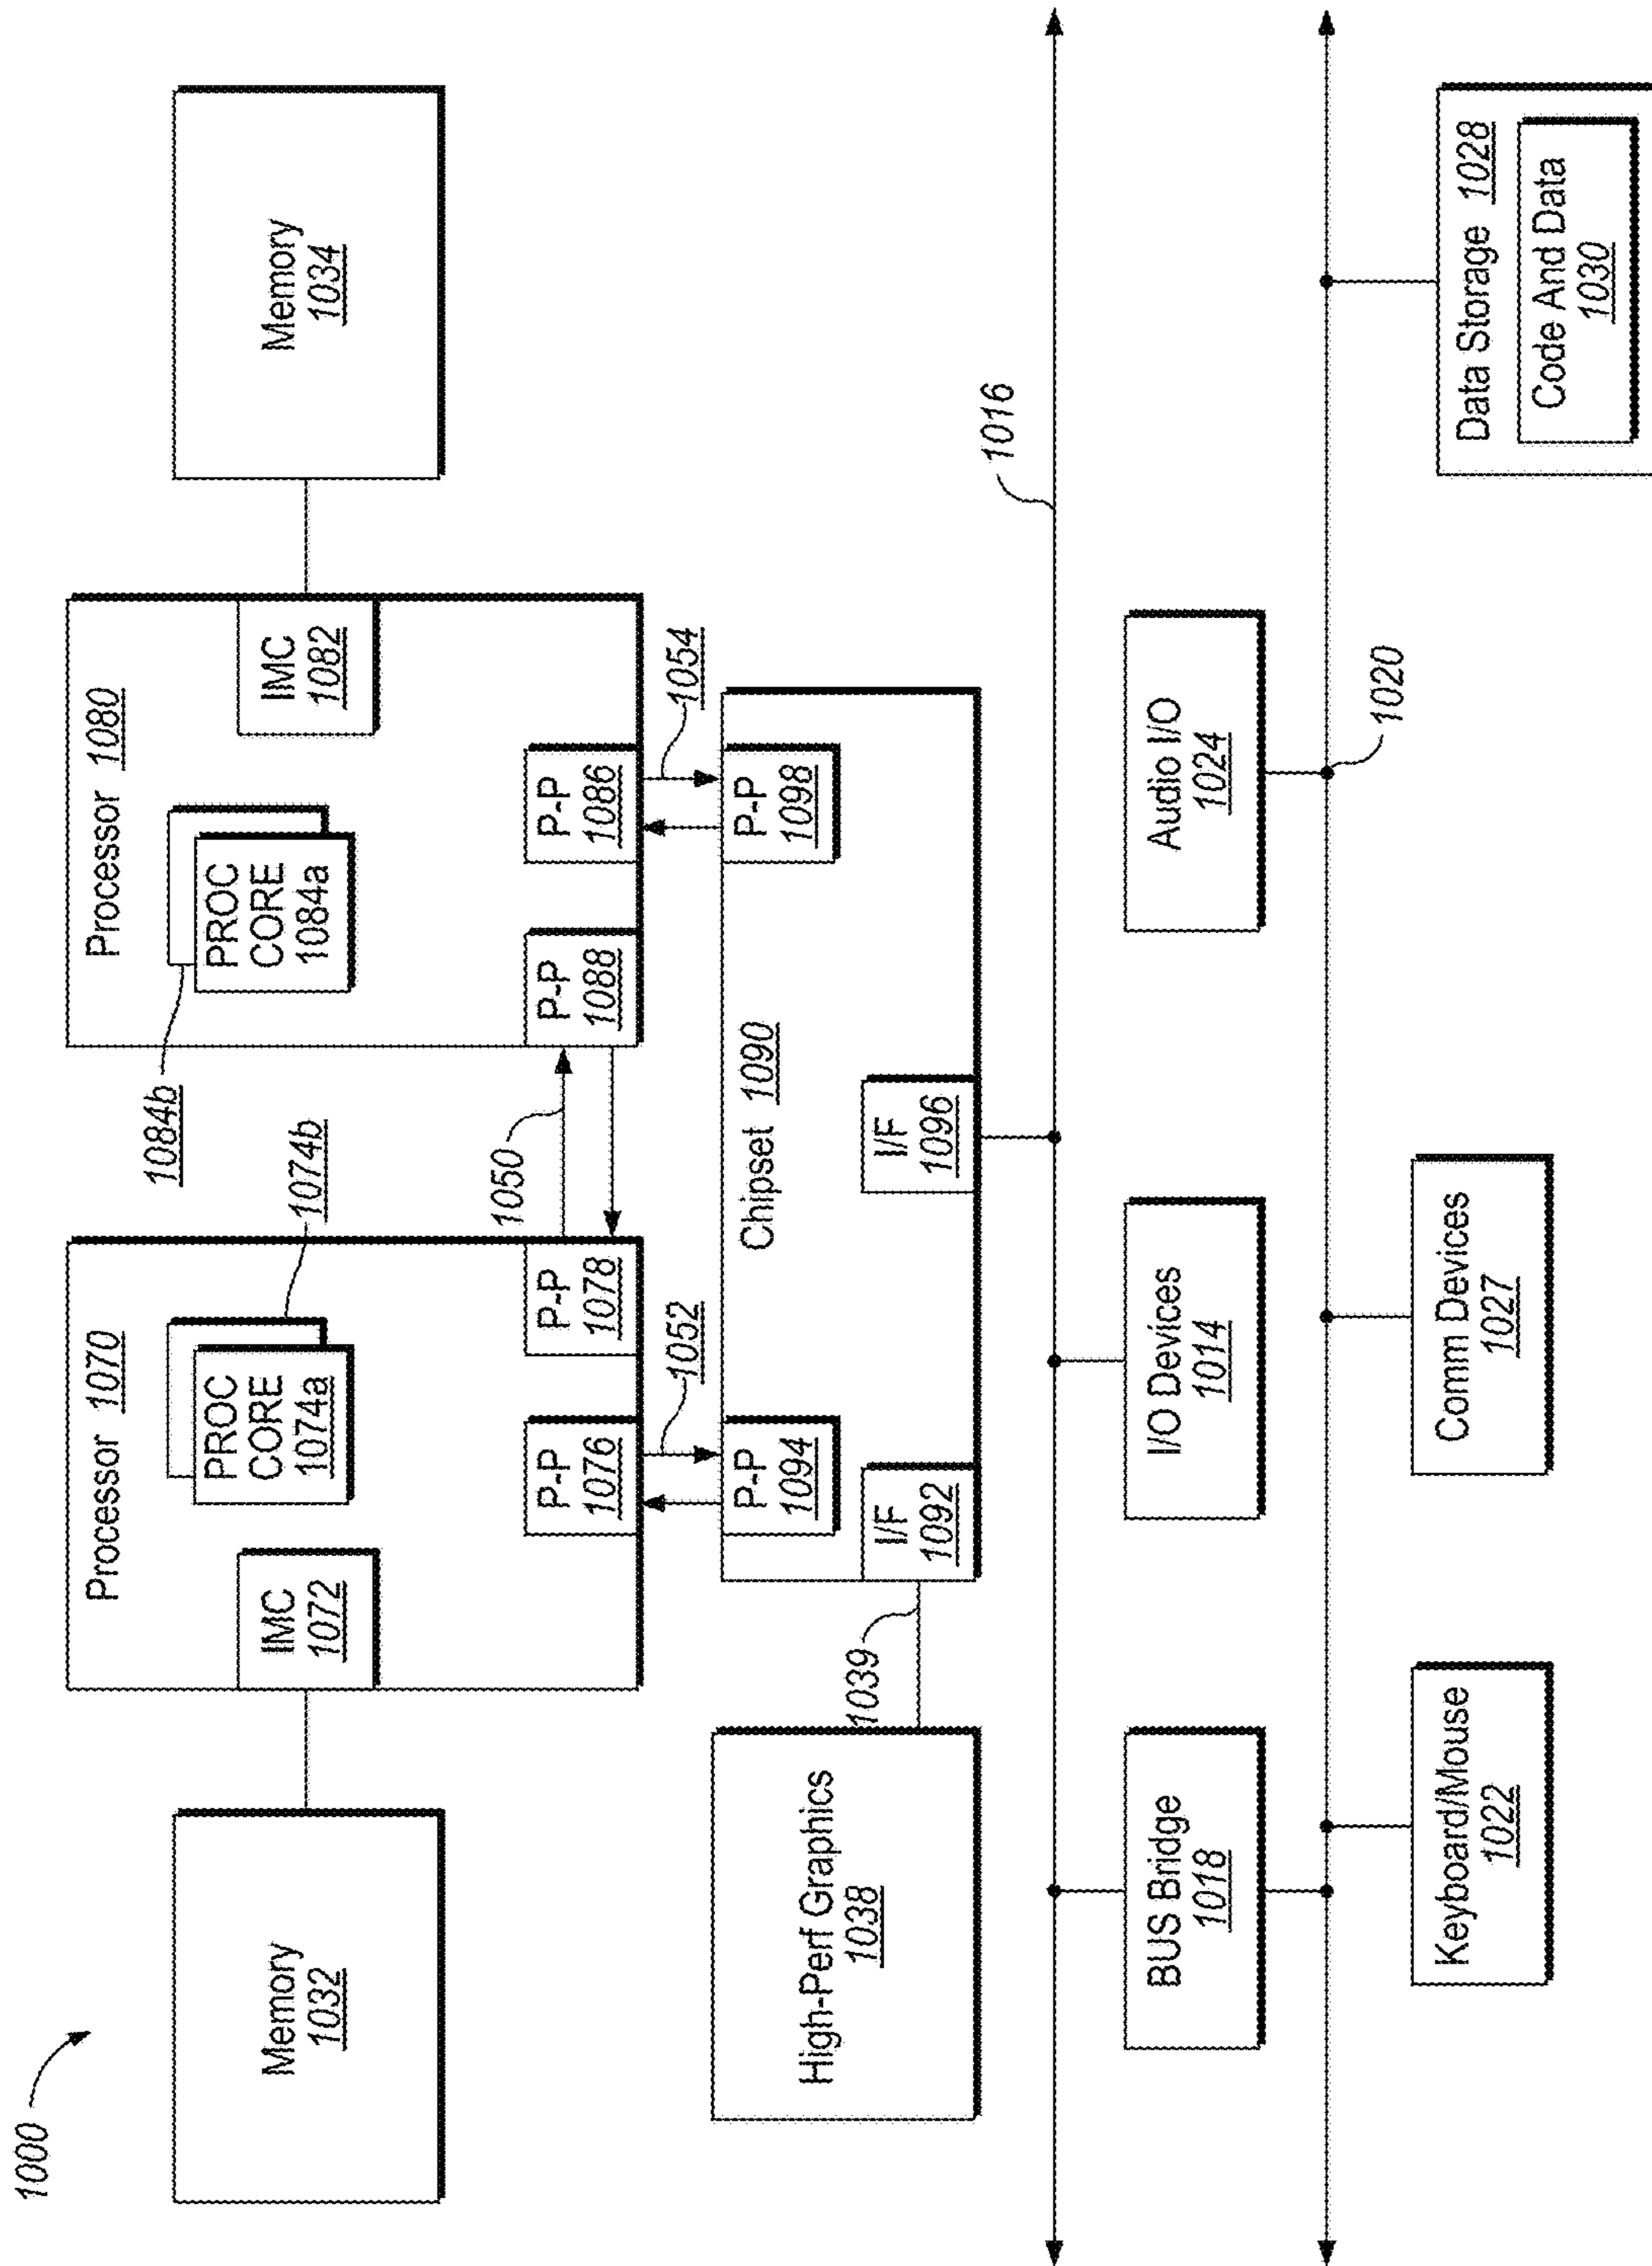 1000
Memory
1032
Processor 1070
IMC
1072
PROC
CORE
1074a
1074b
P-P
1076
P-P
1078
1050
1084b
Processor 1080
PROC
CORE
1084a
IMC
1082
P-P
1088
P-P
1086
Memory
1034
1052
1054
High-Perf Graphics
1038
1039
Chipset 1090
P-P
1094
P-P
1098
I/F
1092
I/F
1096
1016
BUS Bridge
1018
I/O Devices
1014
Audio I/O
1024
1020
Keyboard/Mouse
1022
Comm Devices
1027
Data Storage 1028
Code And Data
1030